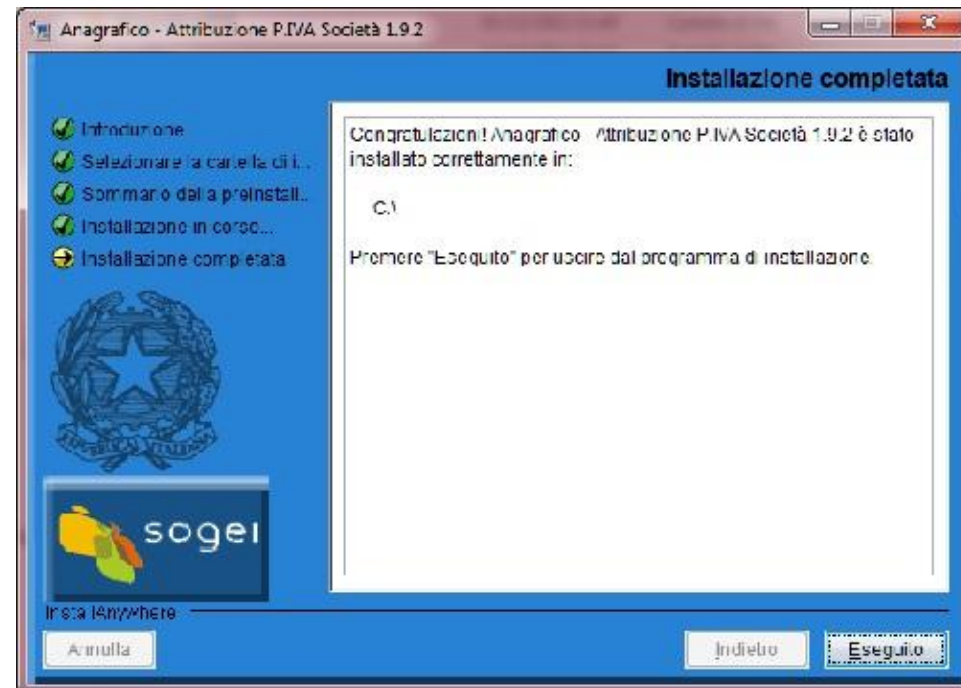 Anagrafico - Attribuzione P.IVA Società 1.9.2
Installazione completata
Introduzione
Selezionare la cartella di i...
Sommario della preinstall...
Installazione in corso...
Installazione completata
Congratulazioni! Anagrafico - Attribuzione P.IVA Società 1.9.2 è stato
installato correttamente in:
C:\
Premere "Eseguito" per uscire dal programma di installazione.
REPVBBLICA ITALIANA
sogei
InstallAnywhere
Annulla
Indietro
Eseguito